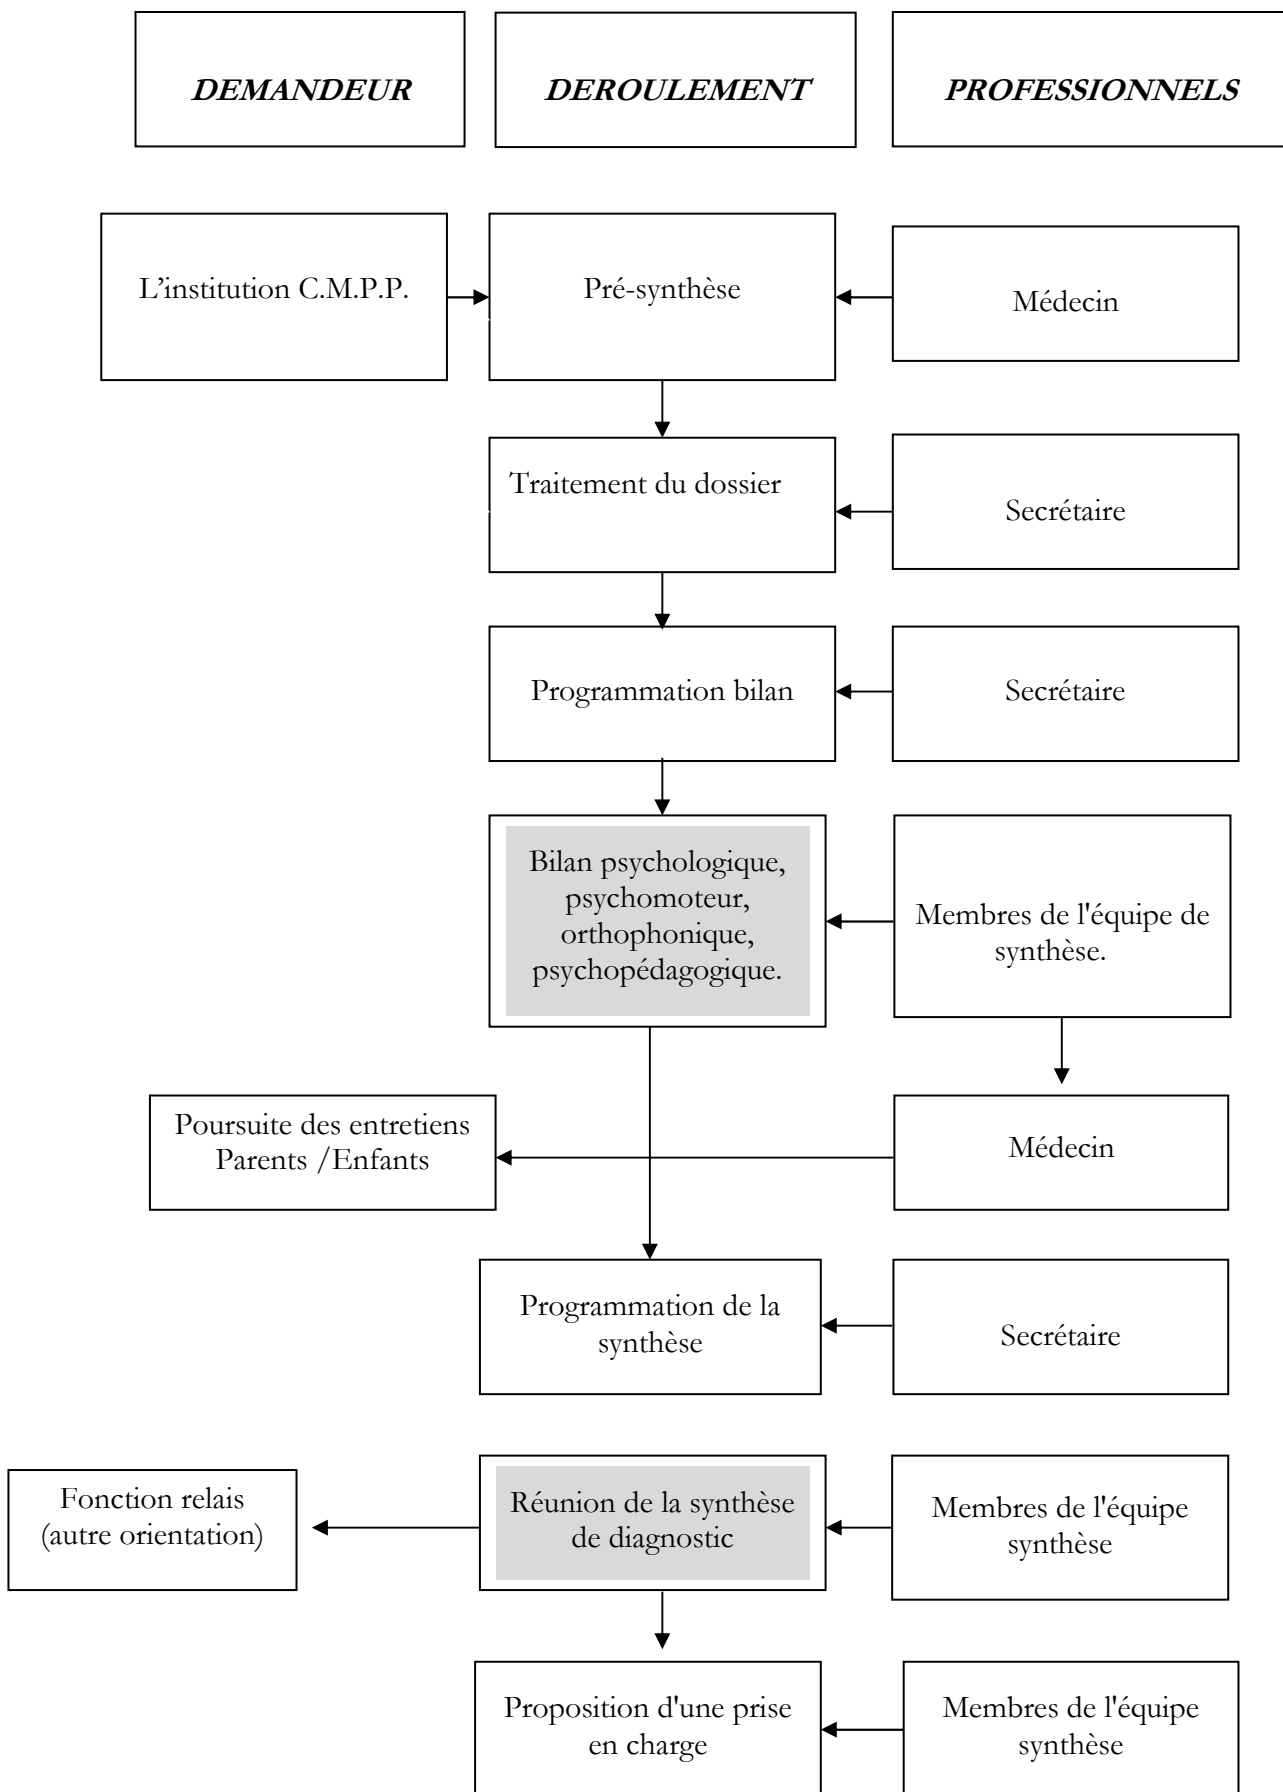 DEMANDEUR
DEROULEMENT
PROFESSIONNELS
L’institution C.M.P.P.
Pré-synthèse
Médecin
Traitement du dossier
Secrétaire
Programmation bilan
Secrétaire
Bilan psychologique,
psychomoteur,
orthophonique,
psychopédagogique.
Membres de l'équipe de
synthèse.
Poursuite des entretiens
Parents /Enfants
Médecin
Programmation de la
synthèse
Secrétaire
Fonction relais
(autre orientation)
Réunion de la synthèse
de diagnostic
Membres de l'équipe
synthèse
Proposition d'une prise
en charge
Membres de l'équipe
synthèse